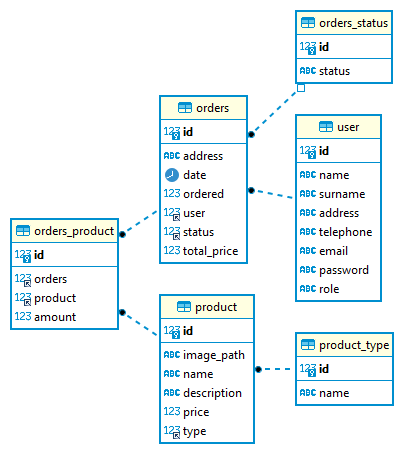 orders_status
123 id
ABC status
orders
123 id
ABC address
date
123 ordered
123 user
123 status
123 total_price
user
123 id
ABC name
ABC surname
ABC address
ABC telephone
ABC email
ABC password
ABC role
orders_product
123 id
123 orders
123 product
123 amount
product
123 id
ABC image_path
ABC name
ABC description
123 price
123 type
product_type
123 id
ABC name